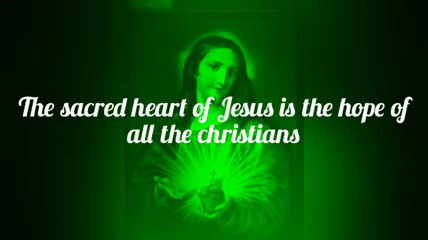 The sacred heart of Jesus is the hope of
all the christians